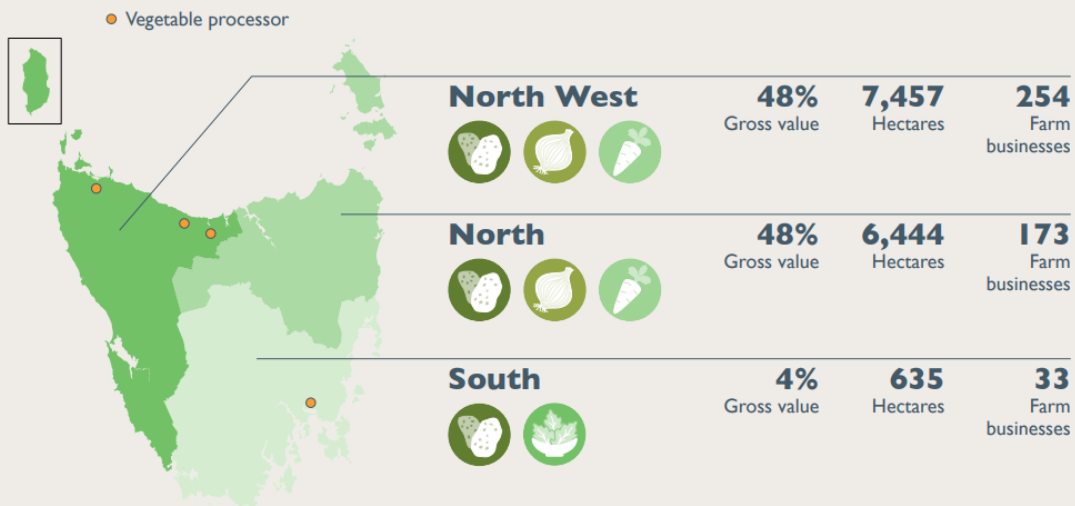 Vegetable processor
North West
48%
Gross value
7,457
Hectares
254
Farm
businesses
North
48%
Gross value
6,444
Hectares
173
Farm
businesses
South
4%
Gross value
635
Hectares
33
Farm
businesses